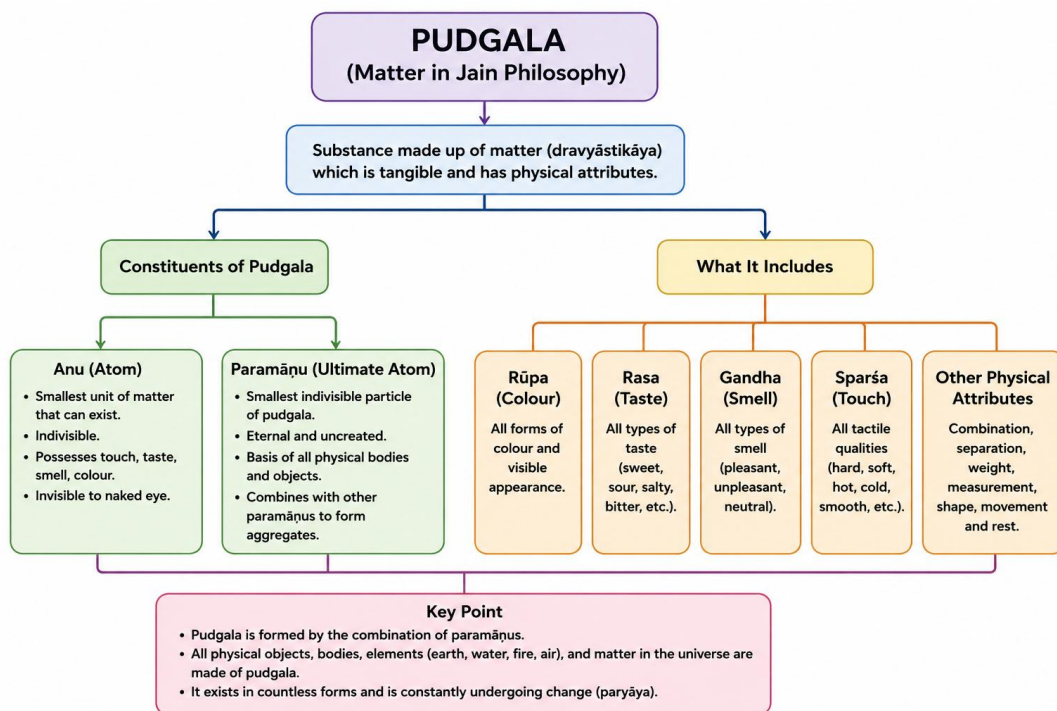 PUDGALA
(Matter in Jain Philosophy)
Substance made up of matter (dravyāstikāya)
which is tangible and has physical attributes.
Constituents of Pudgala
What It Includes
Anu (Atom)
• Smallest unit of matter
that can exist.
• Indivisible.
• Possesses touch, taste,
smell, colour.
• Invisible to naked eye.
Paramāṇu (Ultimate Atom)
• Smallest indivisible particle
of pudgala.
• Eternal and uncreated.
• Basis of all physical bodies
and objects.
• Combines with other
paramāṇus to form
aggregates.
Rūpa
(Colour)
All forms of
colour and
visible
appearance.
Rasa
(Taste)
All types of
taste
(sweet,
sour, salty,
bitter, etc.).
Gandha
(Smell)
All types of
smell
(pleasant,
unpleasant,
neutral).
Sparśa
(Touch)
All tactile
qualities
(hard, soft,
hot, cold,
smooth, etc.).
Other Physical
Attributes
Combination,
separation,
weight,
measurement,
shape, movement
and rest.
Key Point
• Pudgala is formed by the combination of paramāṇus.
• All physical objects, bodies, elements (earth, water, fire, air), and matter in the universe are
made of pudgala.
• It exists in countless forms and is constantly undergoing change (paryāya).